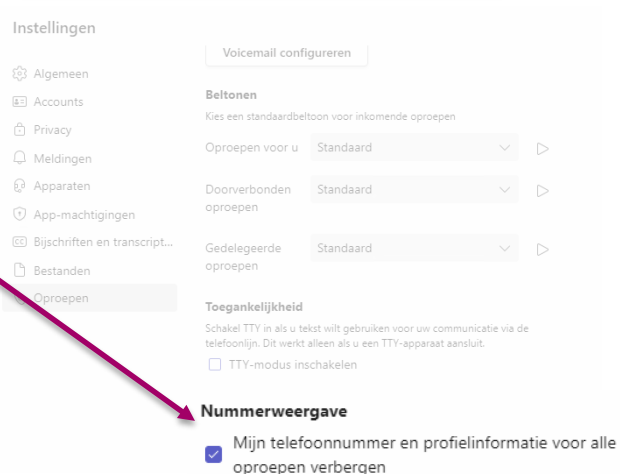 Instellingen
Algemeen
Accounts
Privacy
Meldingen
Apparaten
App-machtigingen
CC Bijschriften en transcript...
Bestanden
Oproepen
Voicemail configureren
Beltonen
Kies een standaardbeltoon voor inkomende oproepen
Oproepen voor u Standaard
Doorverbonden Standaard
oproepen
Gedelegeerde Standaard
oproepen
Toegankelijkheid
Schakel TTY in als u tekst wilt gebruiken voor uw communicatie via de
telefoonlijn. Dit werkt alleen als u een TTY-apparaat aansluit.
TTY-modus inschakelen
Nummerweergave
Mijn telefoonnummer en profielinformatie voor alle
oproepen verbergen